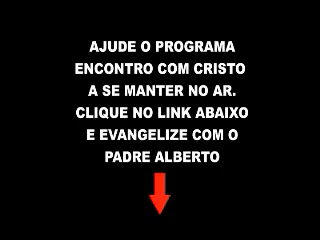 AJUDE O PROGRAMA
ENCONTRO COM CRISTO
A SE MANTER NO AR.
CLIQUE NO LINK ABAIXO
E EVANGELIZE COM O
PADRE ALBERTO